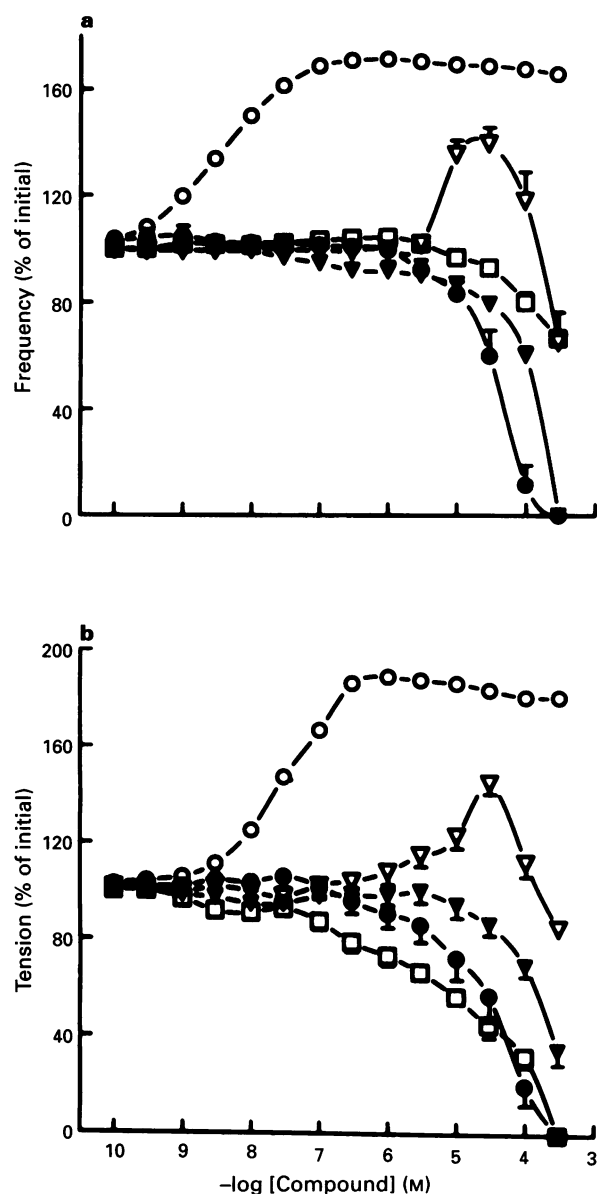 a
Frequency (% of initial)
160
120
80
40
0
b
Tension (% of initial)
200
160
120
80
40
0
10 9 8 7 6 5 4 3
–log [Compound] (M)